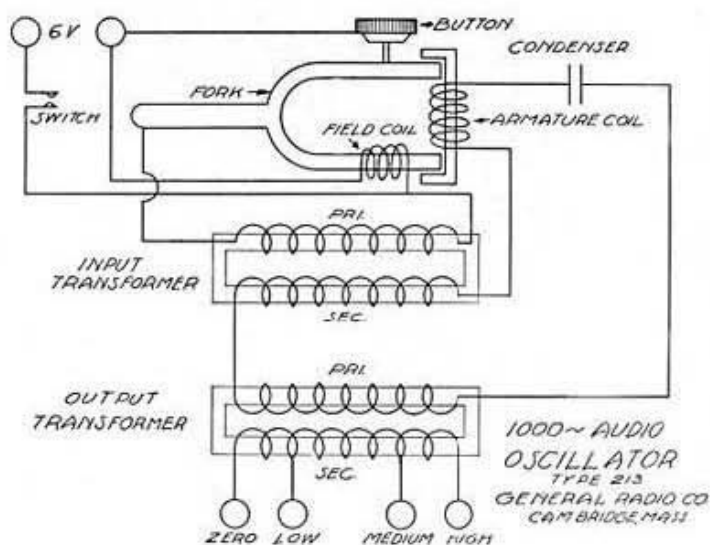 6V
BUTTON
CONDENSER
FORK
SWITCH
FIELD COIL
ARMATURE COIL
PRI.
INPUT
TRANSFORMER
SEC.
PRI.
OUTPUT
TRANSFORMER
SEC.
1000~ AUDIO
OSCILLATOR
TYPE 213
GENERAL RADIO CO
CAMBRIDGE, MASS
ZERO LOW MEDIUM HIGH